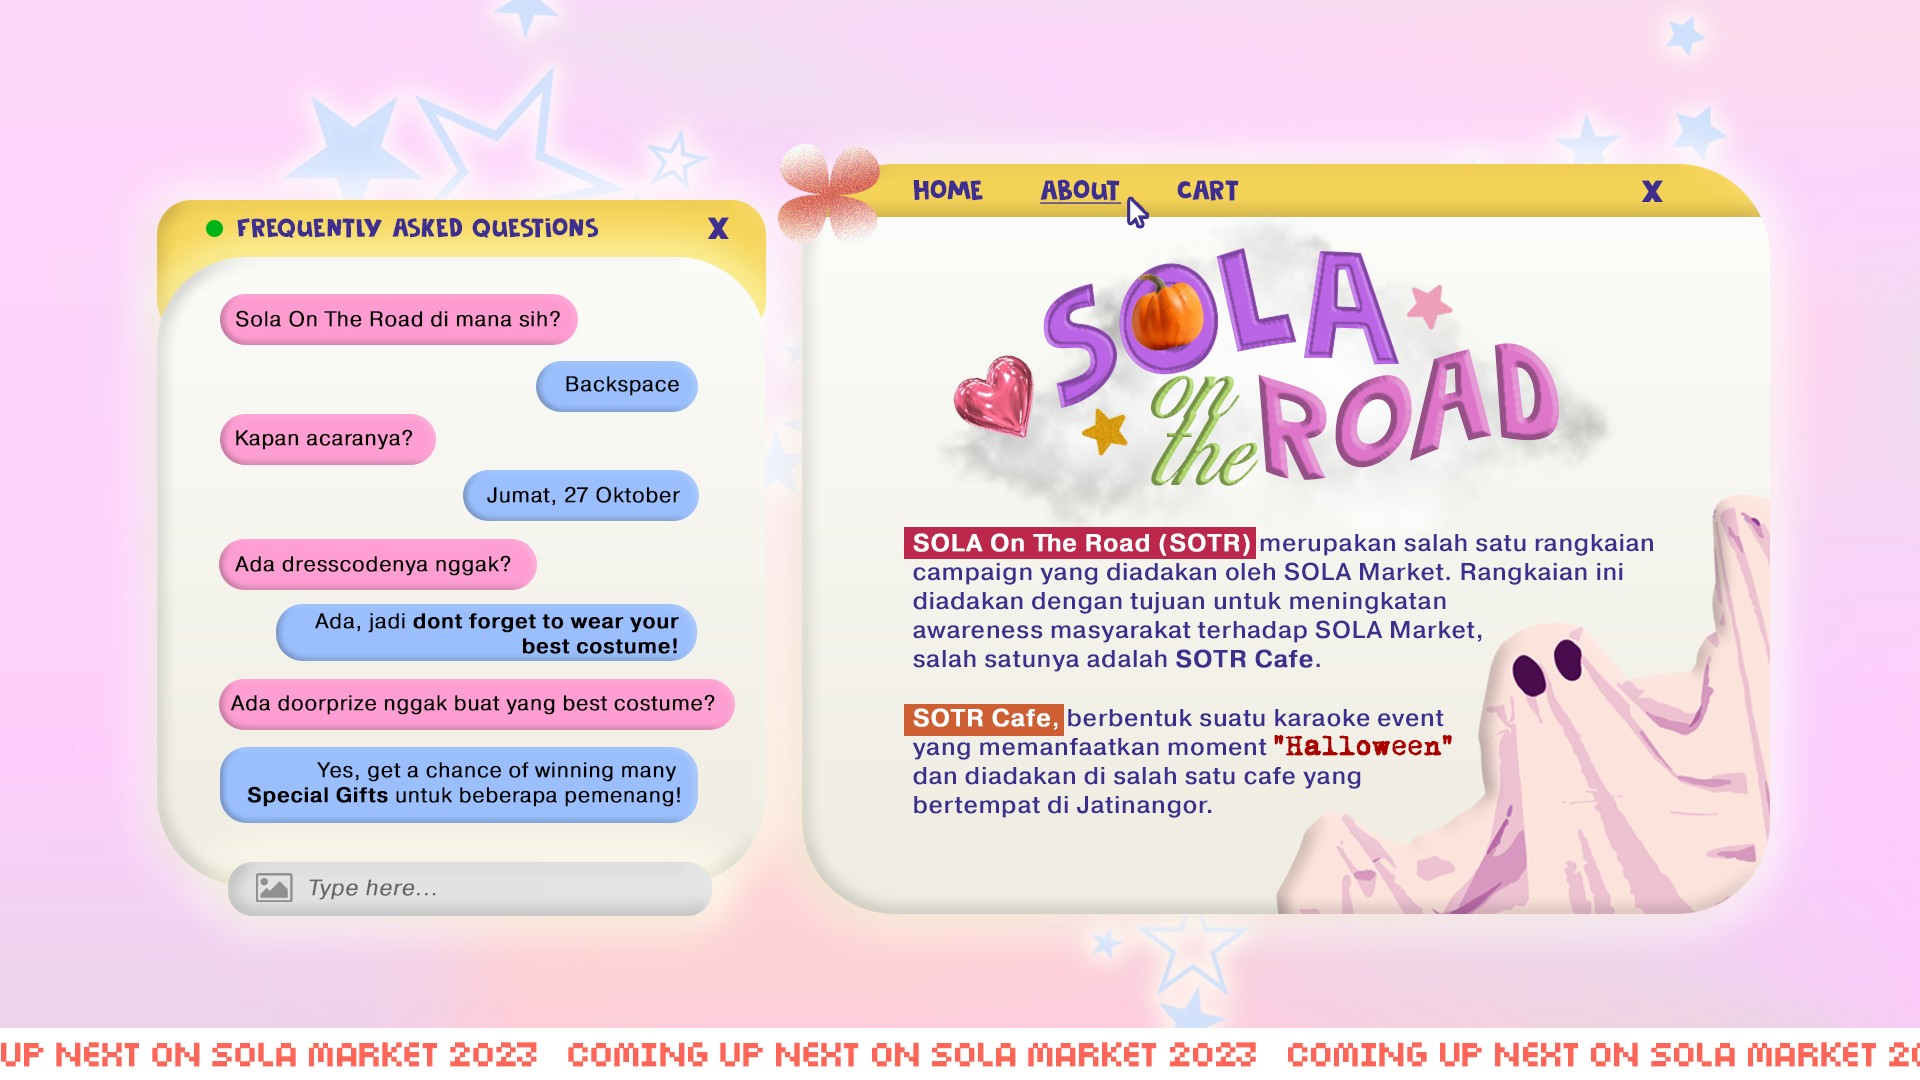 FREQUENTLY ASKED QUESTIONS X
Sola On The Road di mana sih?
Backspace
Kapan acaranya?
Jumat, 27 Oktober
Ada dresscodenya nggak?
Ada, jadi dont forget to wear your
best costume!
Ada doorprize nggak buat yang best costume?
Yes, get a chance of winning many
Special Gifts untuk beberapa pemenang!
Type here...
HOME ABOUT CART X
SOLA
on
the
ROAD
SOLA On The Road (SOTR) merupakan salah satu rangkaian
campaign yang diadakan oleh SOLA Market. Rangkaian ini
diadakan dengan tujuan untuk meningkatan
awareness masyarakat terhadap SOLA Market,
salah satunya adalah SOTR Cafe.
SOTR Cafe, berbentuk suatu karaoke event
yang memanfaatkan moment "Halloween"
dan diadakan di salah satu cafe yang
bertempat di Jatinangor.
UP NEXT ON SOLA MARKET 2023 COMING UP NEXT ON SOLA MARKET 2023 COMING UP NEXT ON SOLA MARKET 20